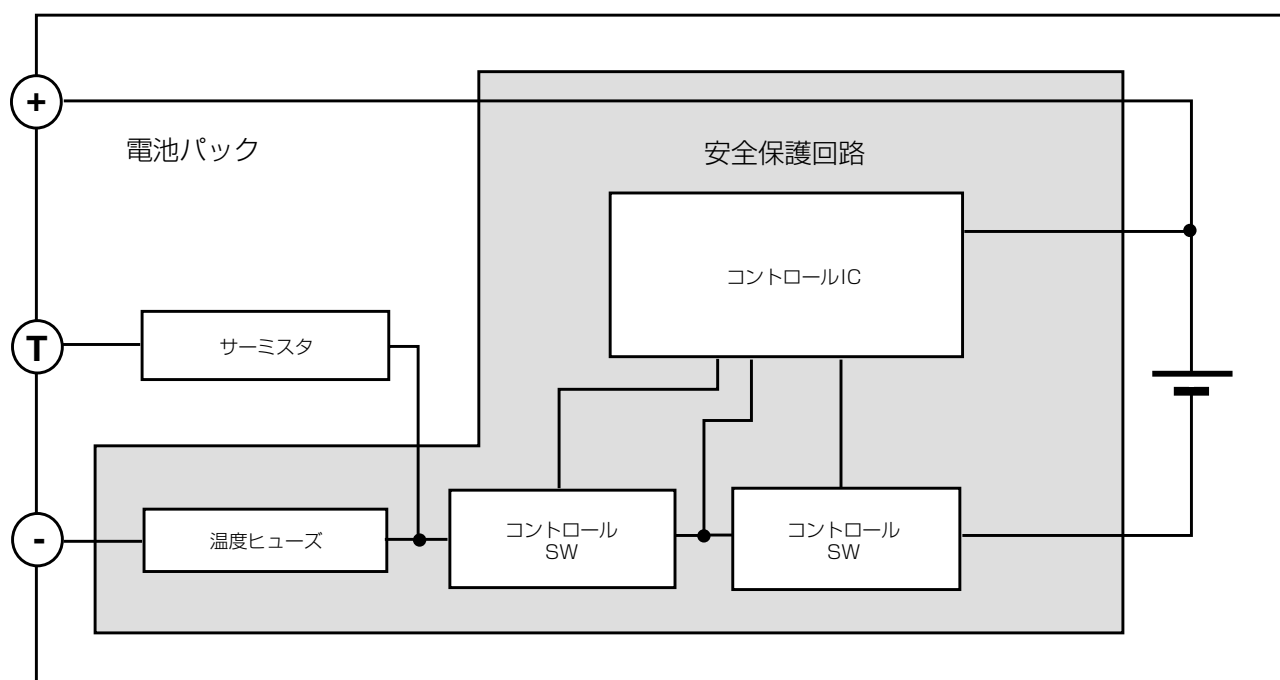 +
電池パック
安全保護回路
コントロールIC
T
サーミスタ
-
温度ヒューズ
コントロール
SW
コントロール
SW